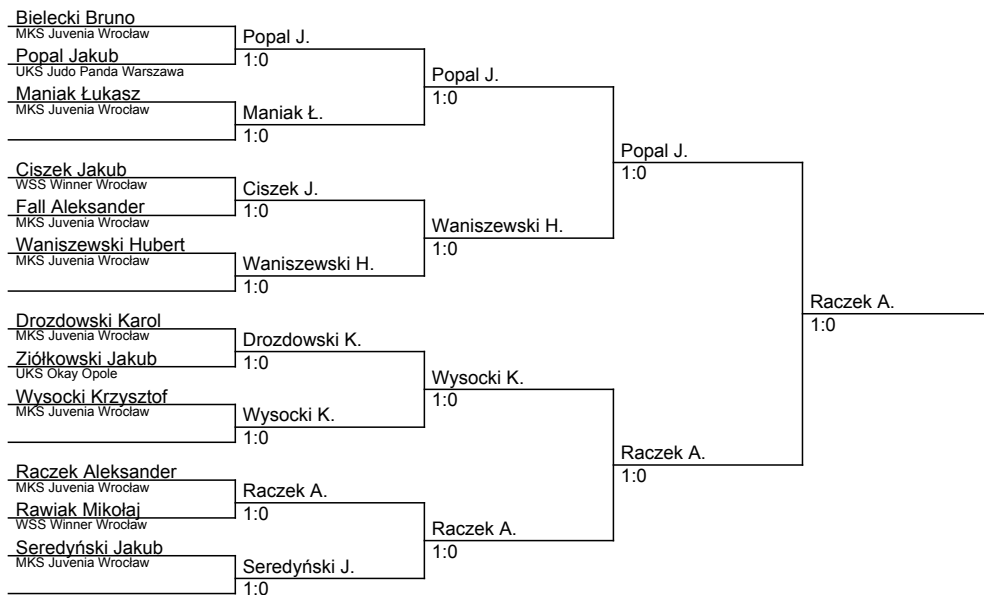 Bielecki Bruno
MKS Juvenia Wrocław
Popal Jakub
UKS Judo Panda Warszawa
Maniak Łukasz
MKS Juvenia Wrocław
Ciszek Jakub
WSS Winner Wrocław
Fall Aleksander
MKS Juvenia Wrocław
Waniszewski Hubert
MKS Juvenia Wrocław
Drozdowski Karol
MKS Juvenia Wrocław
Ziółkowski Jakub
UKS Okay Opole
Wysocki Krzysztof
MKS Juvenia Wrocław
Raczek Aleksander
MKS Juvenia Wrocław
Rawiak Mikołaj
WSS Winner Wrocław
Seredyński Jakub
MKS Juvenia Wrocław
Popal J.
1:0
Maniak Ł.
1:0
Ciszek J.
1:0
Waniszewski H.
1:0
Drozdowski K.
1:0
Wysocki K.
1:0
Raczek A.
1:0
Seredyński J.
1:0
Popal J.
1:0
Waniszewski H.
1:0
Wysocki K.
1:0
Raczek A.
1:0
Popal J.
1:0
Raczek A.
1:0
Raczek A.
1:0